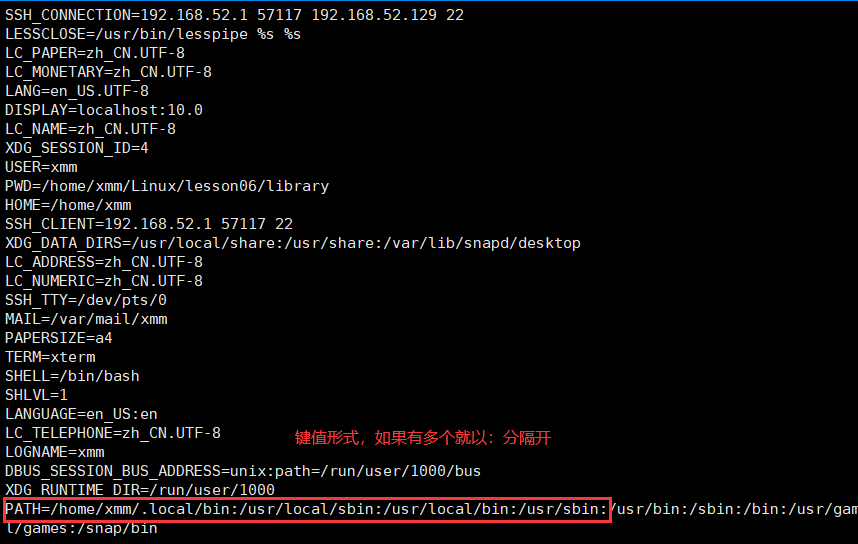 SSH_CONNECTION=192.168.52.1 57117 192.168.52.129 22
LESSCLOSE=/usr/bin/lesspipe %s %s
LC_PAPER=zh_CN.UTF-8
LC_MONETARY=zh_CN.UTF-8
LANG=en_US.UTF-8
DISPLAY=localhost:10.0
LC_NAME=zh_CN.UTF-8
XDG_SESSION_ID=4
USER=xmm
PWD=/home/xmm/Linux/lesson06/library
HOME=/home/xmm
SSH_CLIENT=192.168.52.1 57117 22
XDG_DATA_DIRS=/usr/local/share:/usr/share:/var/lib/snapd/desktop
LC_ADDRESS=zh_CN.UTF-8
LC_NUMERIC=zh_CN.UTF-8
SSH_TTY=/dev/pts/0
MAIL=/var/mail/xmm
PAPERSIZE=a4
TERM=xterm
SHELL=/bin/bash
SHLVL=1
LANGUAGE=en_US:en
LC_TELEPHONE=zh_CN.UTF-8
键值形式，如果有多个就以：分隔开
LOGNAME=xmm
DBUS_SESSION_BUS_ADDRESS=unix:path=/run/user/1000/bus
XDG_RUNTIME_DIR=/run/user/1000
PATH=/home/xmm/.local/bin:/usr/local/sbin:/usr/local/bin:/usr/sbin:/usr/bin:/sbin:/bin:/usr/gam
l/games:/snap/bin